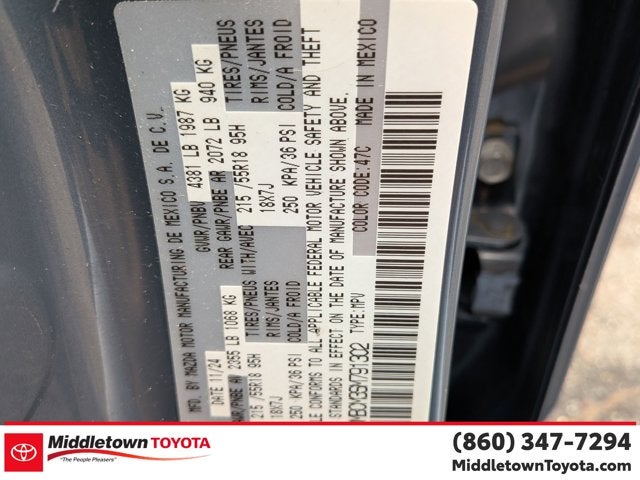 MFD. BY MAZDA MOTOR MANUFACTURING DE MEXICO S.A. DE C.V.
DATE 11/24 GVWR/PNBV 4381 LB 1987 KG
GAWR/PNBE AR 2355 LB 1068 KG REAR GAWR/PNBE AR 2072 LB 940 KG
TIRES/PNEUS WITH/AVEC TIRES/PNEUS
215/55R18 95H 215/55R18 95H
RIMS/JANTES RIMS/JANTES
18X7J 18X7J
COLD/A FROID COLD/A FROID
250 KPA/36 PSI 250 KPA/36 PSI
CONFORMS TO ALL APPLICABLE FEDERAL MOTOR VEHICLE SAFETY AND THEFT
STANDARDS IN EFFECT ON THE DATE OF MANUFACTURE SHOWN ABOVE.
TYPE:MPV COLOR CODE:47C MADE IN MEXICO
Middletown TOYOTA
"The People Pleasers"
(860) 347-7294
MiddletownToyota.com